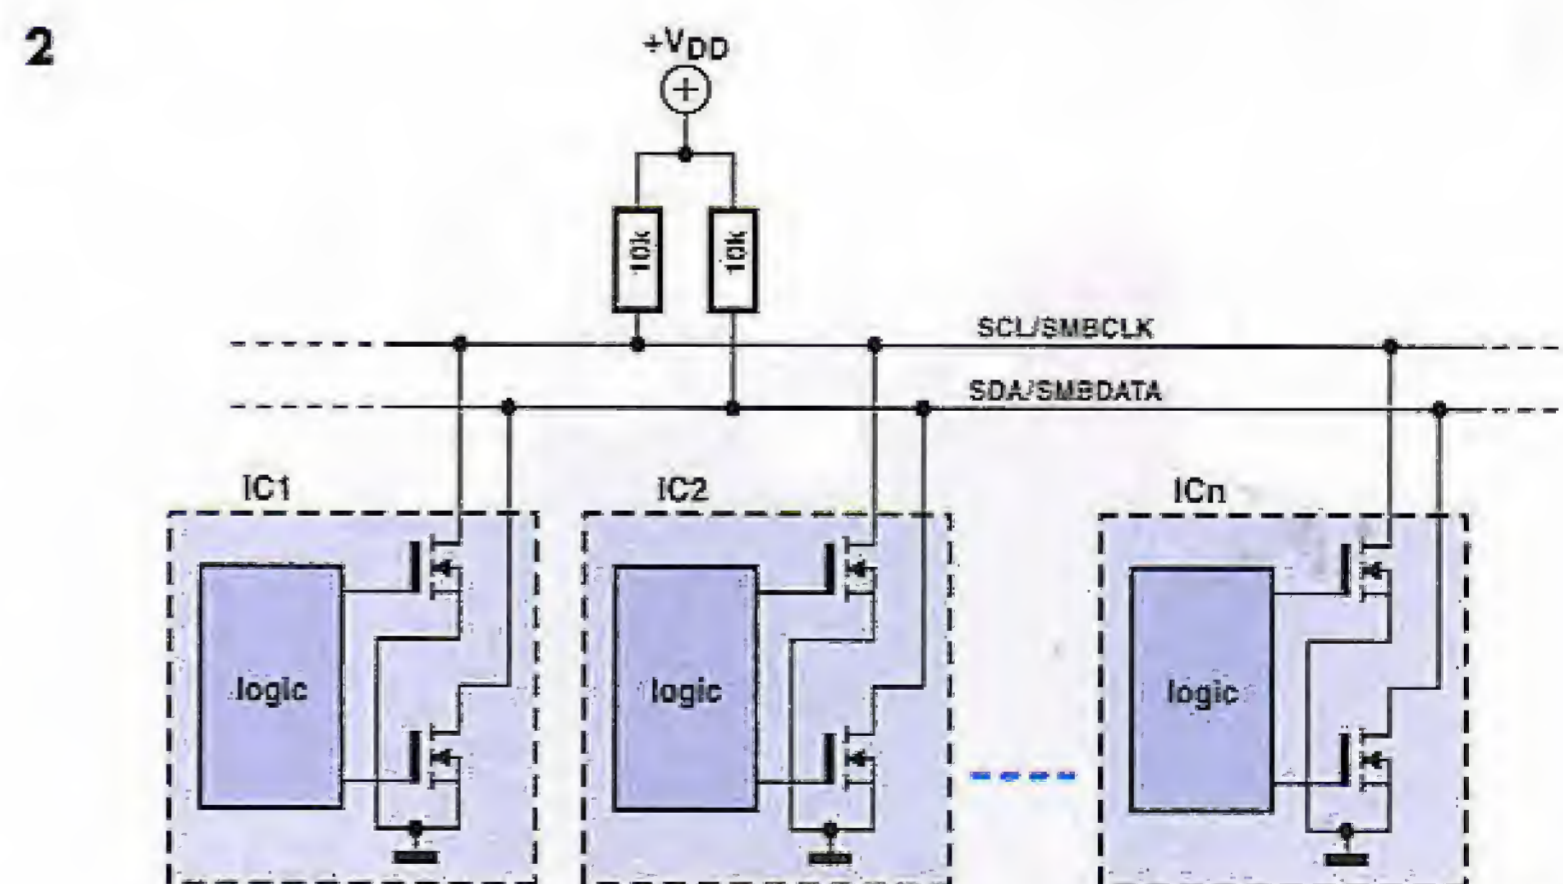 2
+VDD
10k
10k
SCL/SMBCLK
SDA/SMBDATA
IC1
IC2
ICn
logic
logic
logic